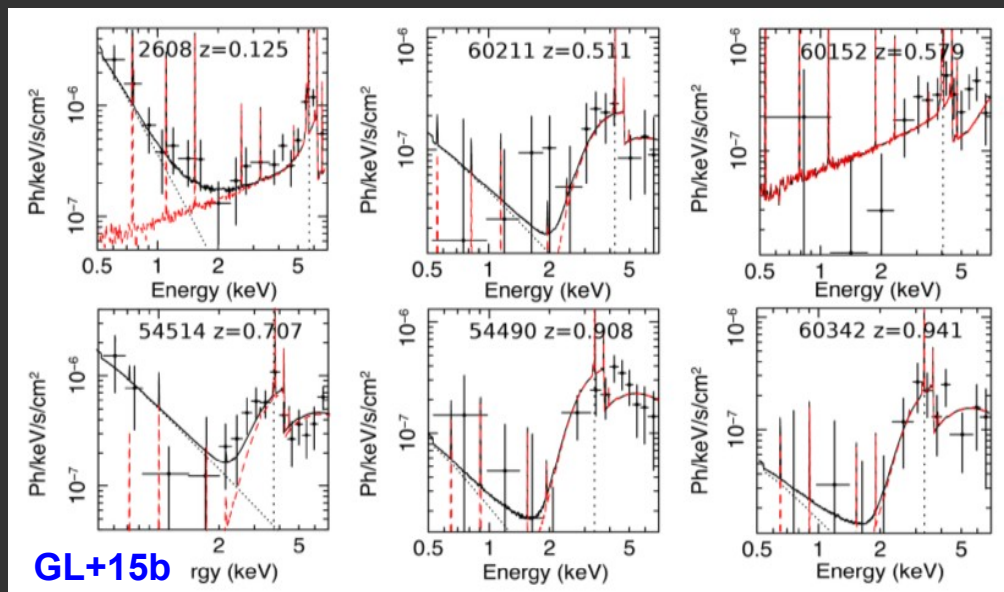 2608 z=0.125
Ph/keV/s/cm²
10⁻⁶
10⁻⁷
0.5 1 2 5
Energy (keV)
60211 z=0.511
Ph/keV/s/cm²
10⁻⁶
10⁻⁷
0.5 1 2 5
Energy (keV)
60152 z=0.579
Ph/keV/s/cm²
10⁻⁶
10⁻⁷
0.5 1 2 5
Energy (keV)
54514 z=0.707
Ph/keV/s/cm²
10⁻⁶
10⁻⁷
2 5
rgy (keV)
54490 z=0.908
Ph/keV/s/cm²
10⁻⁶
10⁻⁷
0.5 1 2 5
Energy (keV)
60342 z=0.941
Ph/keV/s/cm²
10⁻⁶
10⁻⁷
0.5 1 2 5
Energy (keV)
GL+15b